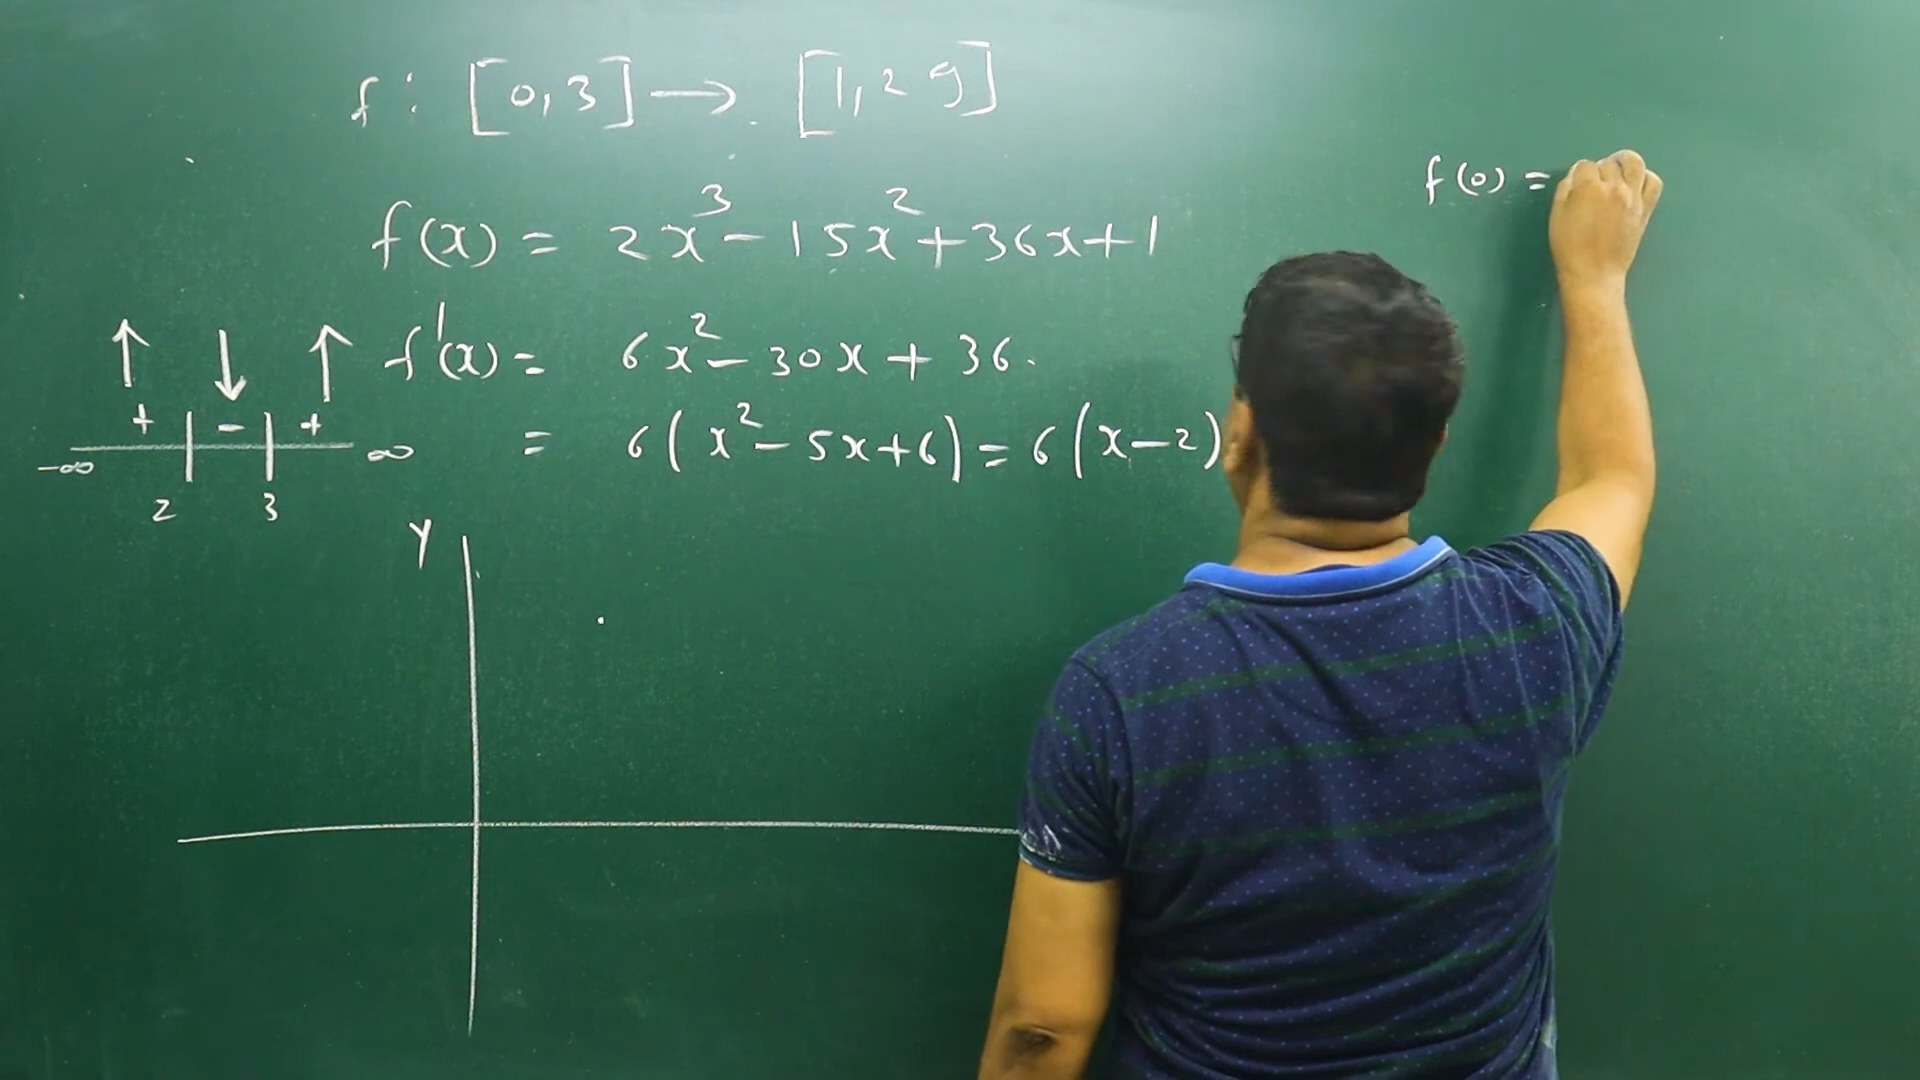 f : [0,3] → [1,29]
f(0) =
f(x) = 2x³ - 15x² + 36x + 1
f'(x) = 6x² - 30x + 36.
= 6(x² - 5x + 6) = 6(x - 2)
↑ ↓ ↑
+ - +
-∞ ∞
2 3
Y